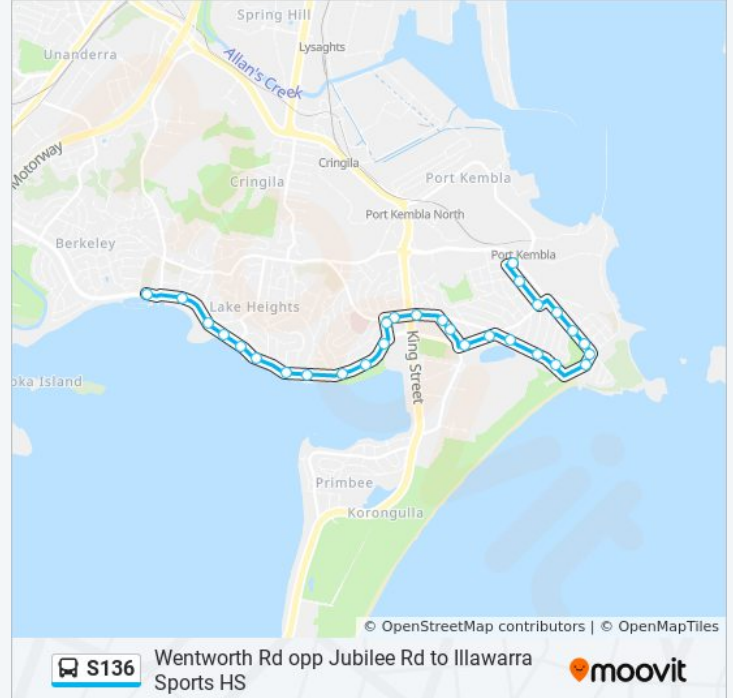 Spring Hill
Lysaghts
Unanderra
Allan's Creek
Motorway
Cringila
Cringila
Port Kembla
Port Kembla North
Berkeley
Port Kembla
Lake Heights
King Street
oka Island
Primbee
Korongulla
© OpenStreetMap contributors | © OpenMapTiles
S136
Wentworth Rd opp Jubilee Rd to Illawarra
Sports HS
moovit